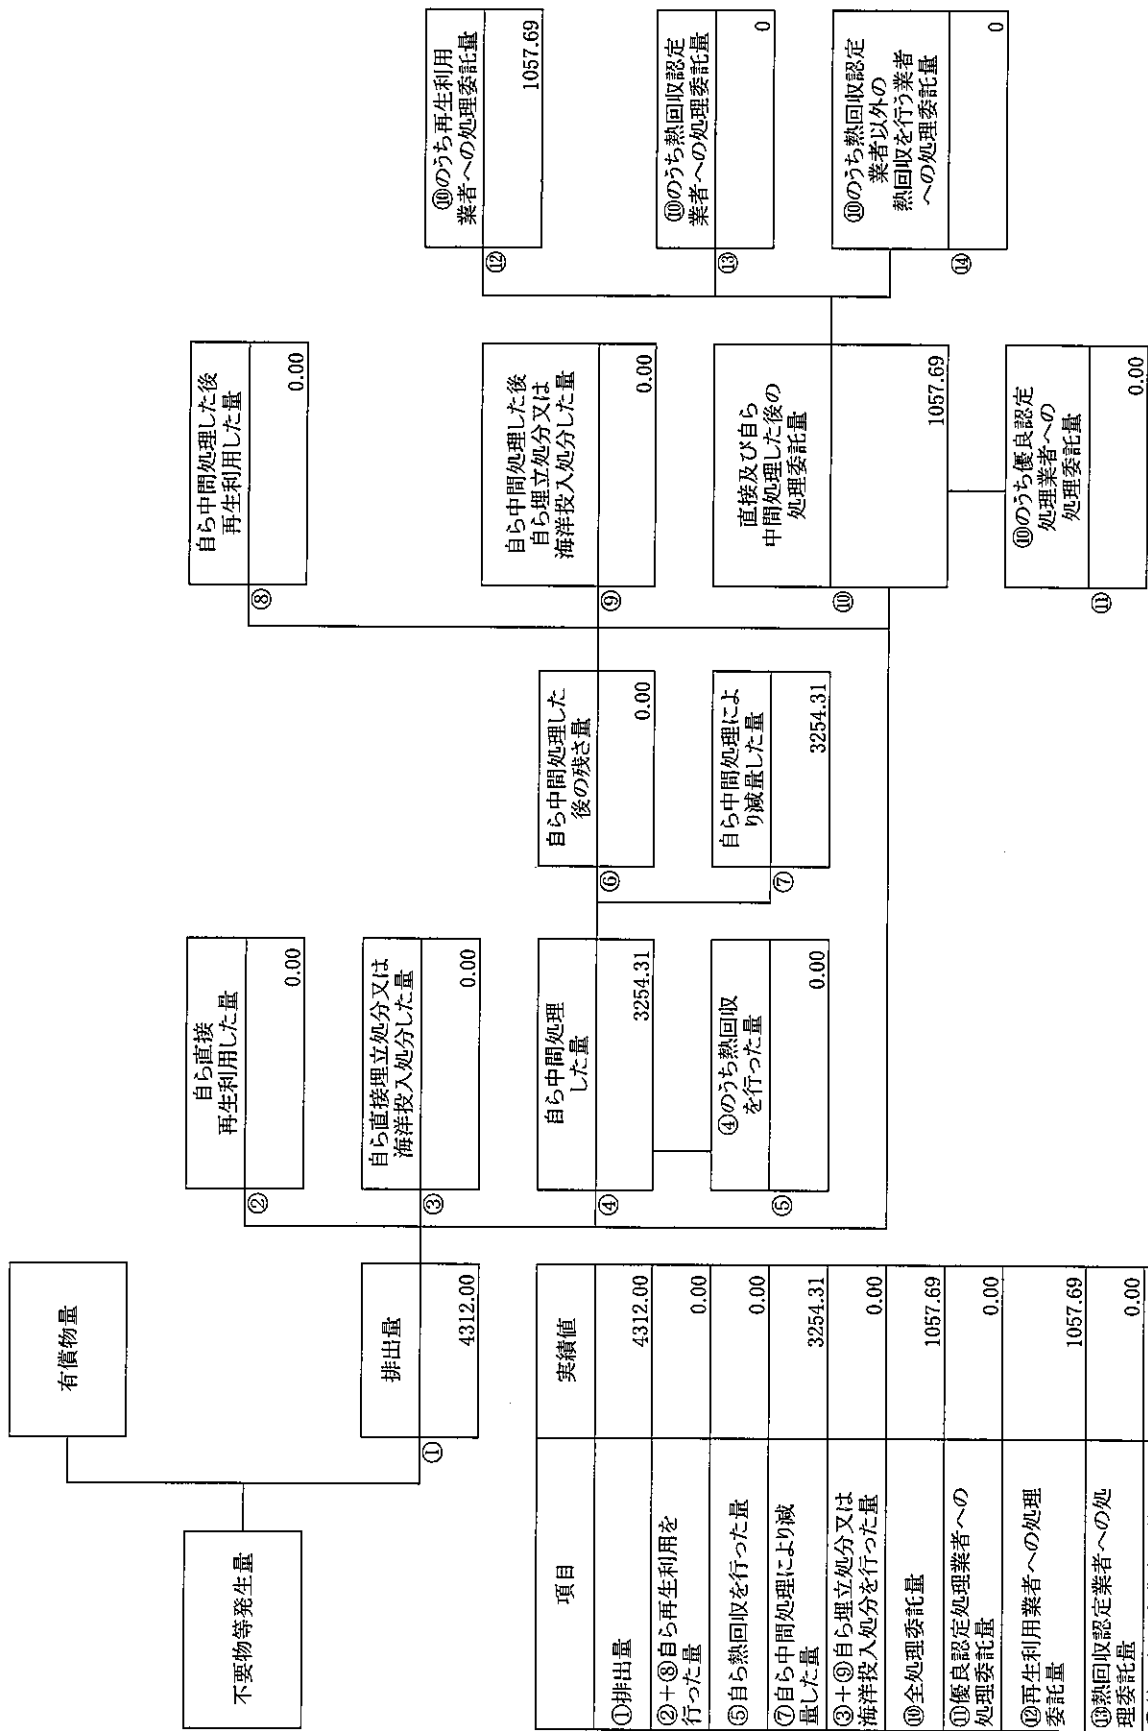 不要物等発生量
有償物量
①
排出量
4312.00
②
自ら直接
再生利用した量
0.00
③
自ら直接埋立処分又は
海洋投入処分した量
0.00
④
自ら中間処理
した量
3254.31
⑤
④のうち熱回収
を行った量
0.00
⑥
自ら中間処理した
後の残さ量
0.00
⑦
自ら中間処理によ
り減量した量
3254.31
⑧
自ら中間処理した後
再生利用した量
0.00
⑨
自ら中間処理した後
自ら埋立処分又は
海洋投入処分した量
0.00
⑩
直接及び自ら
中間処理した後の
処理委託量
1057.69
⑪
⑩のうち優良認定
処理業者への
処理委託量
0.00
⑫
⑩のうち再生利用
業者への処理委託量
1057.69
⑬
⑩のうち熱回収認定
業者への処理委託量
0
⑭
⑩のうち熱回収認定
業者以外の
熱回収を行う業者
への処理委託量
0
項目 実績値
①排出量 4312.00
②+⑧自ら再生利用を
行った量 0.00
⑤自ら熱回収を行った量 0.00
⑦自ら中間処理により減
量した量 3254.31
③+⑨自ら埋立処分又は
海洋投入処分を行った量 0.00
⑩全処理委託量 1057.69
⑪優良認定処理業者への
処理委託量 0.00
⑫再生利用業者への処理
委託量 1057.69
⑬熱回収認定業者への処
理委託量 0.00